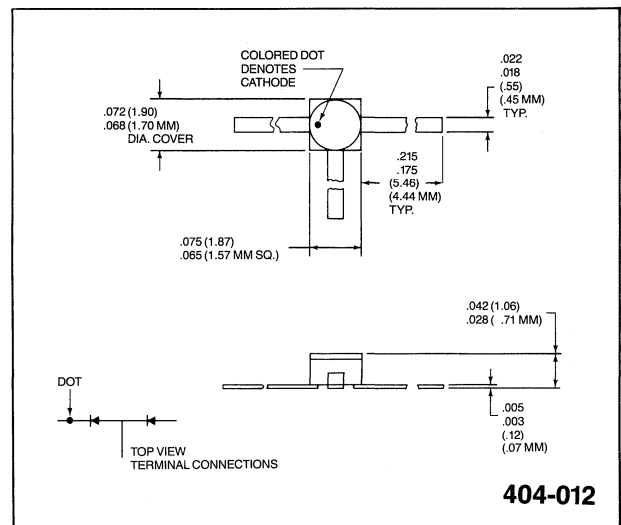 COLORED DOT
DENOTES
CATHODE
.022
.018
(.55)
(.45 MM)
TYP.
.072 (1.90)
.068 (1.70 MM)
DIA. COVER
.215
.175
(5.46)
(4.44 MM)
TYP.
.075 (1.87)
.065 (1.57 MM SQ.)
.042 (1.06)
.028 ( .71 MM)
DOT
.005
.003
(.12)
(.07 MM)
TOP VIEW
TERMINAL CONNECTIONS
404-012